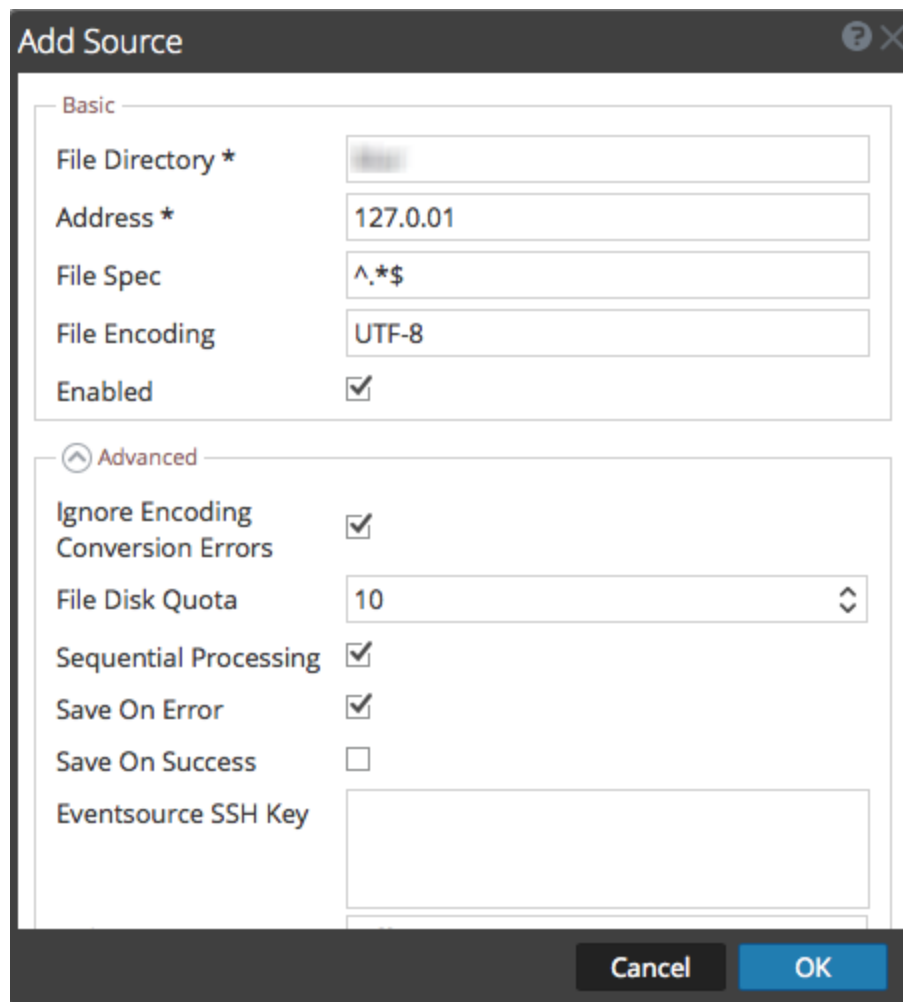 Add Source
Basic
File Directory *
Address * 127.0.01
File Spec ^.*$
File Encoding UTF-8
Enabled
Advanced
Ignore Encoding
Conversion Errors
File Disk Quota 10
Sequential Processing
Save On Error
Save On Success
Eventsource SSH Key
Cancel OK